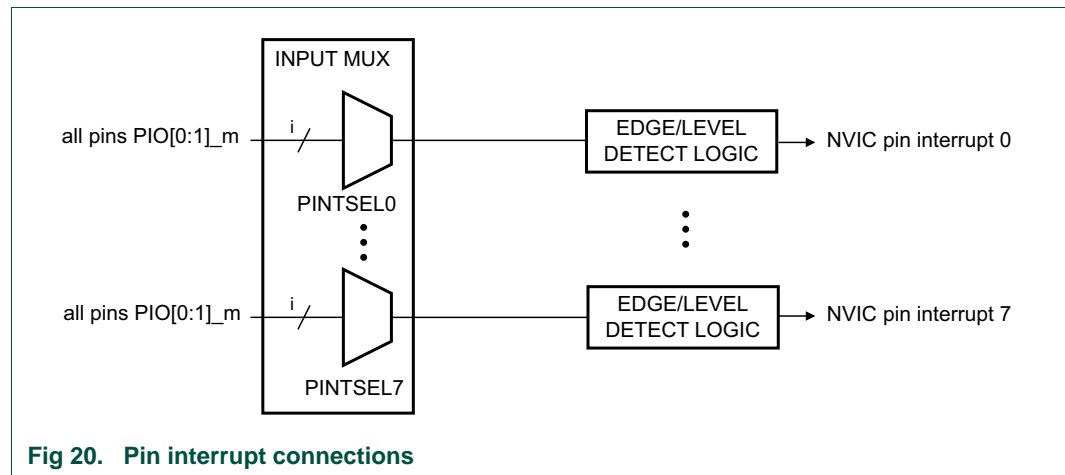 INPUT MUX
all pins PIO[0:1]_m
i
EDGE/LEVEL
DETECT LOGIC
NVIC pin interrupt 0
PINTSEL0
all pins PIO[0:1]_m
i
EDGE/LEVEL
DETECT LOGIC
NVIC pin interrupt 7
PINTSEL7
Fig 20. Pin interrupt connections